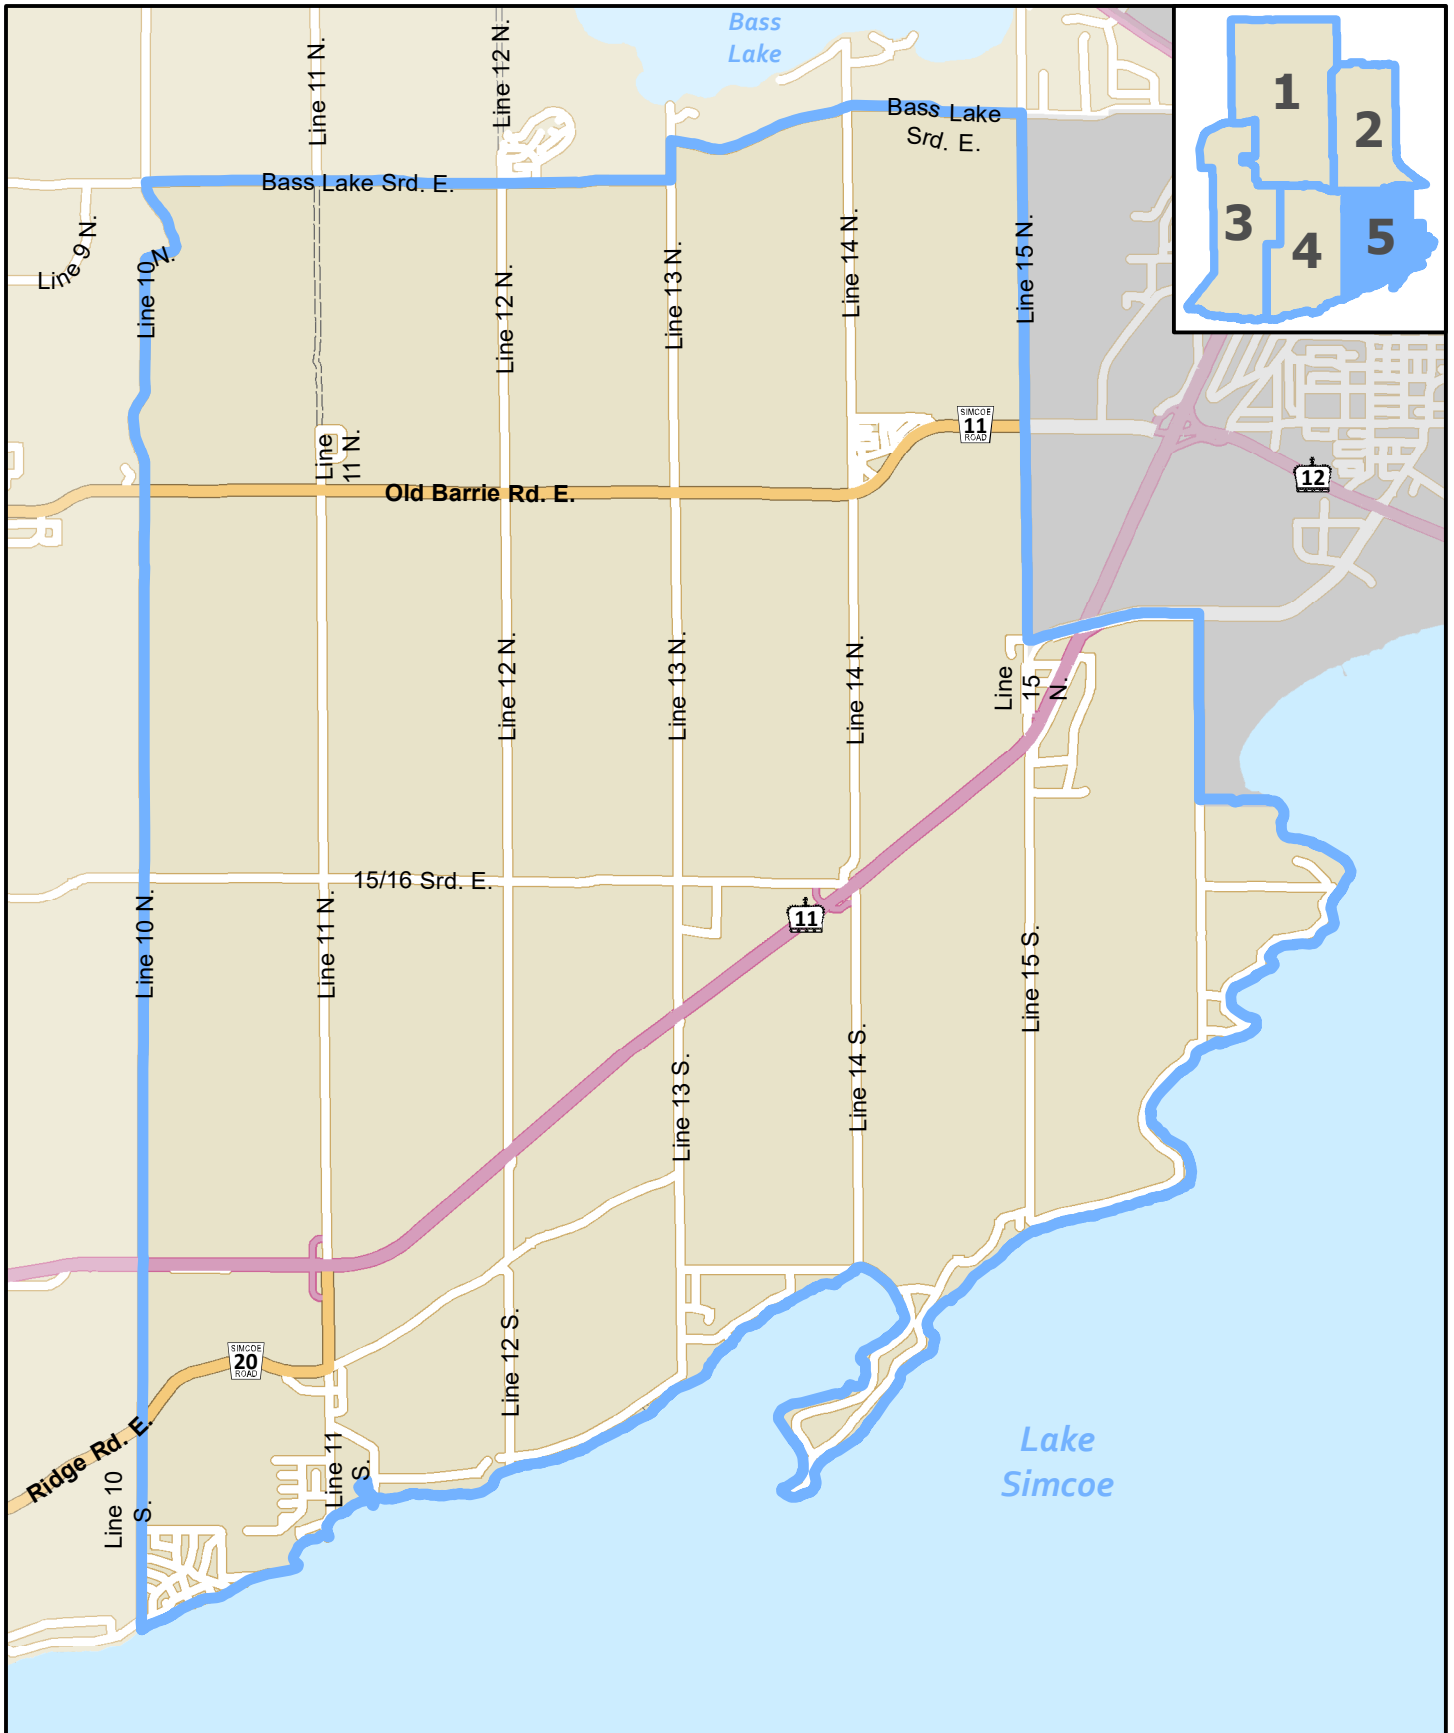 Bass
Lake
Line 11 N.
Line 12 N.
1
2
3
4
5
Bass Lake
Srd. E.
Bass Lake Srd. E.
Line 9 N.
Line 10 N.
Line 12 N.
Line 13 N.
Line 14 N.
Line 15 N.
Line
11 N.
SIMCOE
11
ROAD
12
Old Barrie Rd. E.
Line 12 N.
Line 13 N.
Line 14 N.
Line
15
N.
15/16 Srd. E.
11
Line 10 N.
Line 11 N.
Line 15 S.
Line 13 S.
Line 14 S.
SIMCOE
20
ROAD
Line 12 S.
Ridge Rd. E.
Line 10
S.
Line 11
S.
Lake
Simcoe